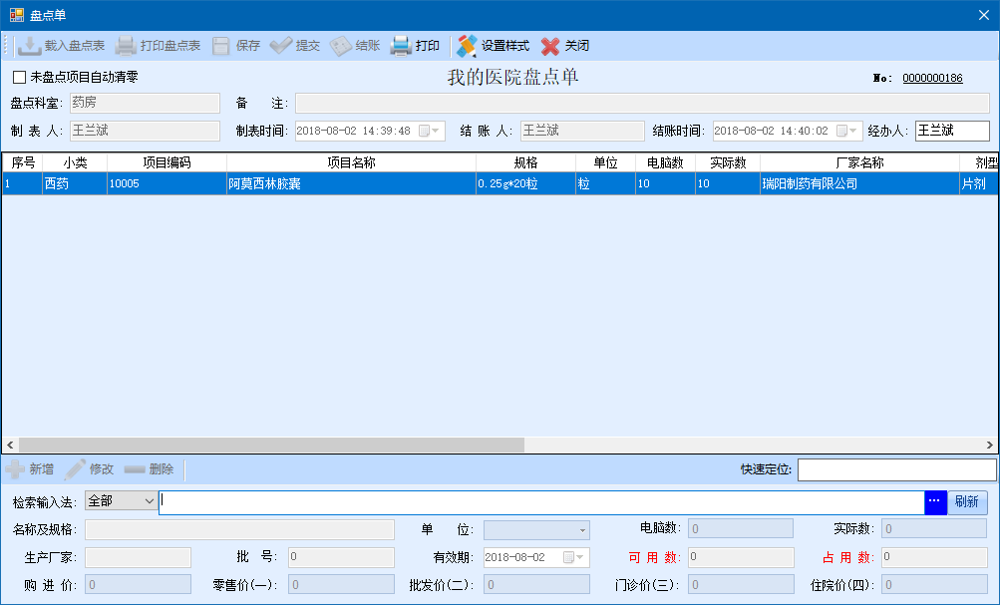 盘点单
载入盘点表 打印盘点表 保存 提交 结账 打印 设置样式 关闭
未盘点项目自动清零 我的医院盘点单 No: 0000000186
盘点科室: 药房 备 注:
制 表 人: 王兰斌 制表时间: 2018-08-02 14:39:48 结 账 人: 王兰斌 结账时间: 2018-08-02 14:40:02 经办人: 王兰斌
序号 小类 项目编码 项目名称 规格 单位 电脑数 实际数 厂家名称 剂型
1 西药 10005 阿莫西林胶囊 0.25g*20粒 粒 10 10 瑞阳制药有限公司 片剂
新增 修改 删除 快速定位:
检索输入法: 全部 ... 刷新
名称及规格: 单 位: 电脑数: 0 实际数: 0
生产厂家: 批 号: 0 有效期: 2018-08-02 可 用 数: 0 占 用 数: 0
购 进 价: 0 零售价(一): 0 批发价(二): 0 门诊价(三): 0 住院价(四): 0